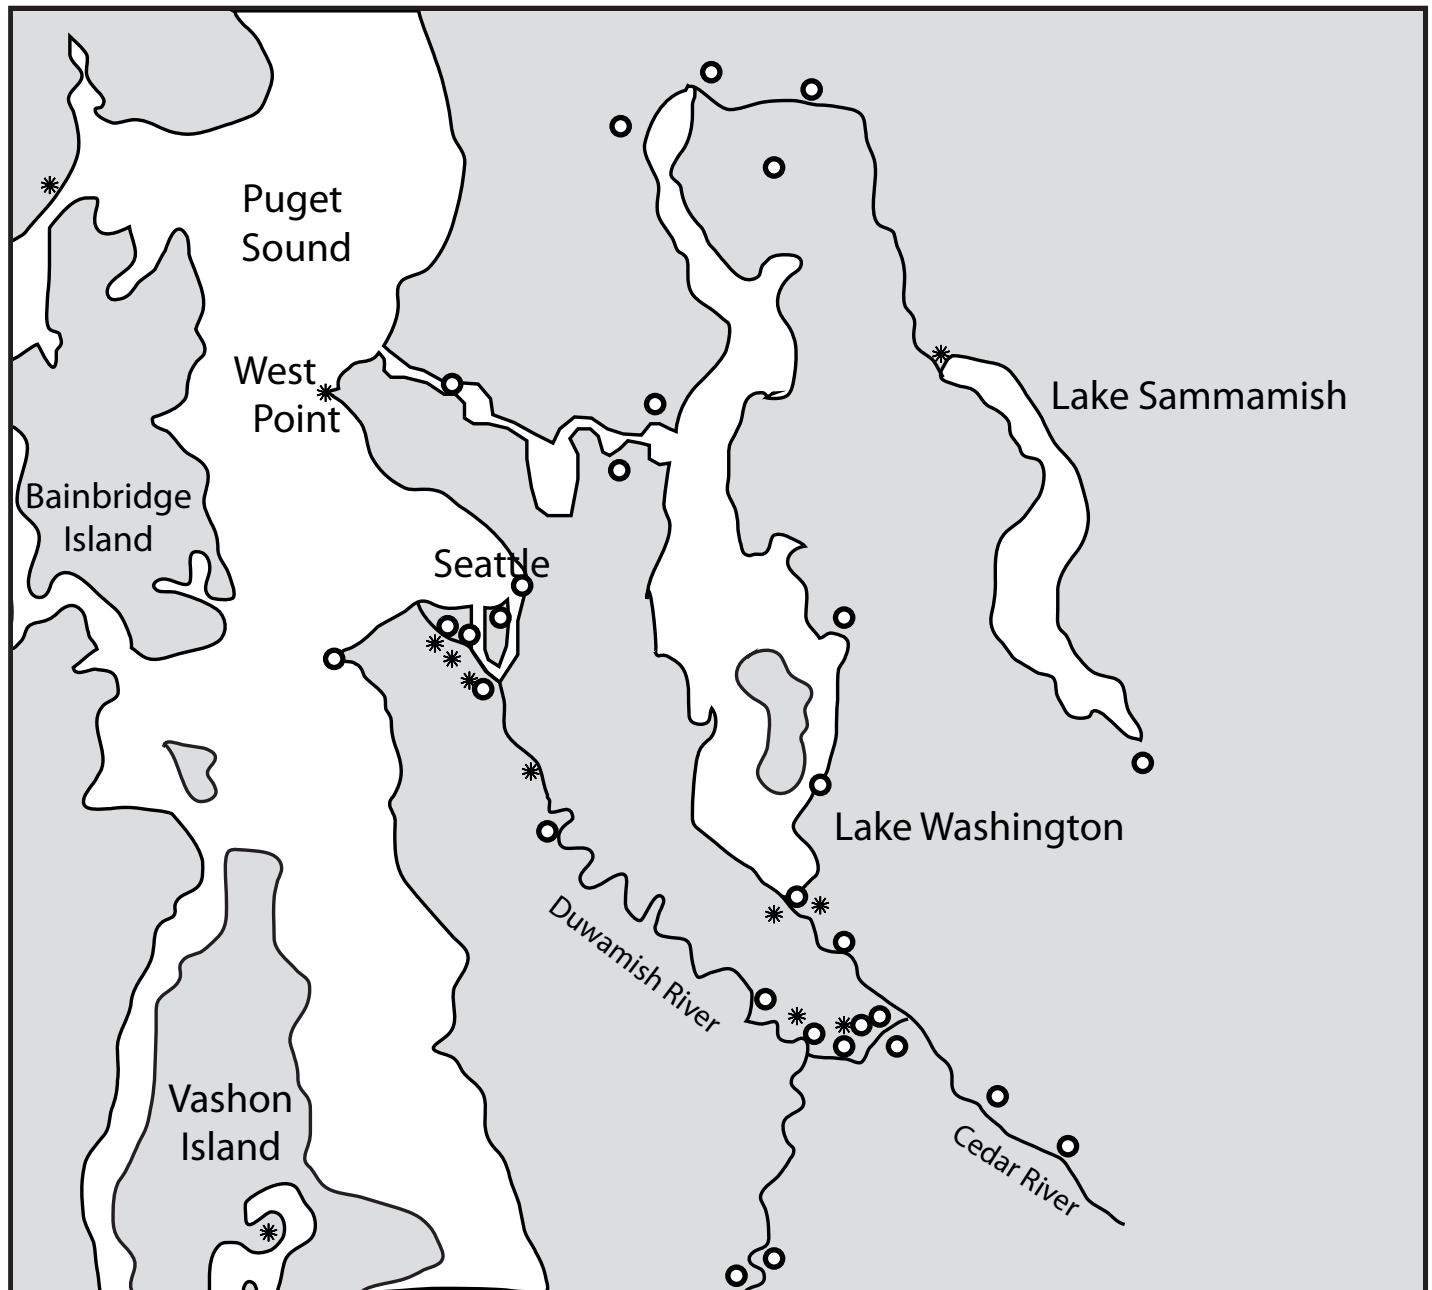 Puget
Sound
West
Point
Lake Sammamish
Bainbridge
Island
Seattle
Lake Washington
Duwamish River
Vashon
Island
Cedar River